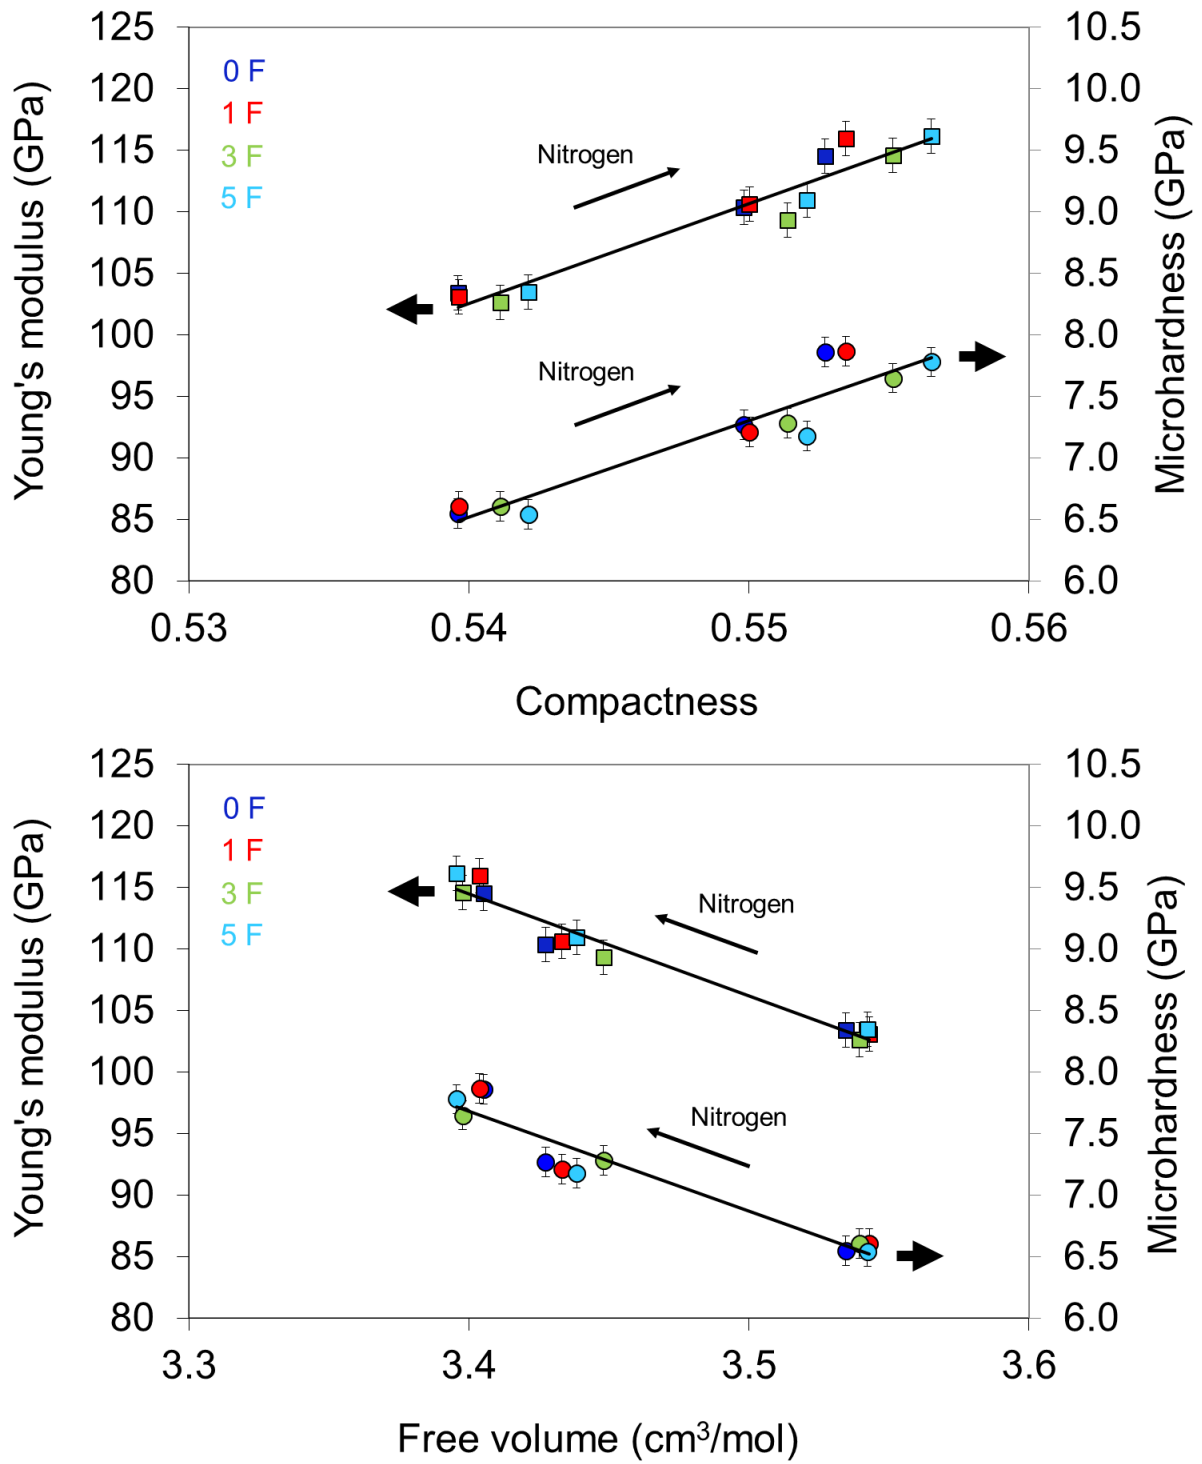 125
120
115
110
105
100
95
90
85
80
Young's modulus (GPa)
0 F
1 F
3 F
5 F
Nitrogen
Nitrogen
10.5
10.0
9.5
9.0
8.5
8.0
7.5
7.0
6.5
6.0
Microhardness (GPa)
0.53 0.54 0.55 0.56
Compactness
125
120
115
110
105
100
95
90
85
80
Young's modulus (GPa)
0 F
1 F
3 F
5 F
Nitrogen
Nitrogen
10.5
10.0
9.5
9.0
8.5
8.0
7.5
7.0
6.5
6.0
Microhardness (GPa)
3.3 3.4 3.5 3.6
Free volume (cm³/mol)